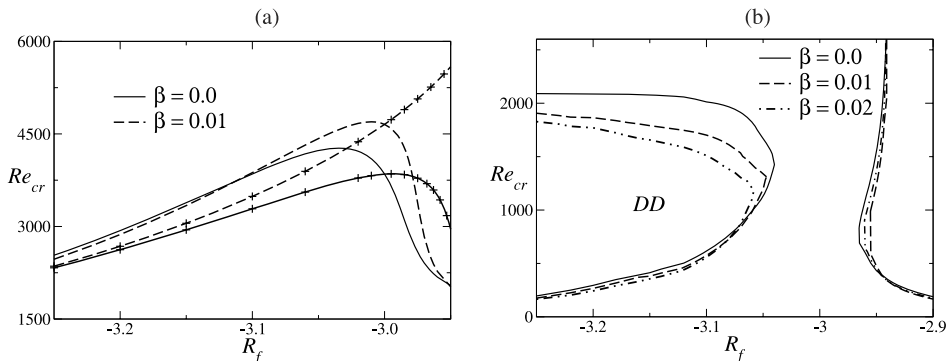 (a)
6000
4500
3000
1500
Re_cr
β = 0.0
β = 0.01
-3.2
-3.1
-3.0
R_f
(b)
2000
1000
0
Re_cr
β = 0.0
β = 0.01
β = 0.02
DD
-3.2
-3.1
-3
-2.9
R_f